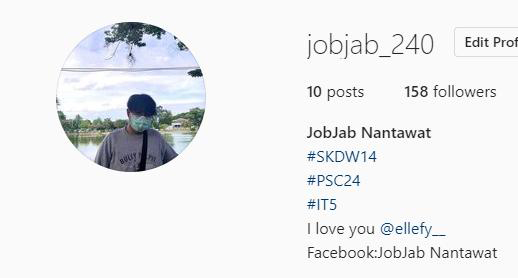 jobjab_240
Edit Prof
10 posts 158 followers
JobJab Nantawat
#SKDW14
#PSC24
#IT5
I love you @ellefy__
Facebook:JobJab Nantawat